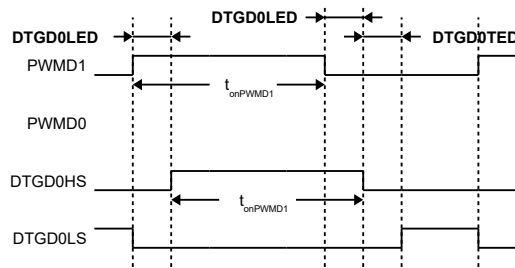 DTGD0LED
DTGD0LED
DTGD0TED
PWMD1
tonPWMD1
PWMD0
DTGD0HS
tonPWMD1
DTGD0LS